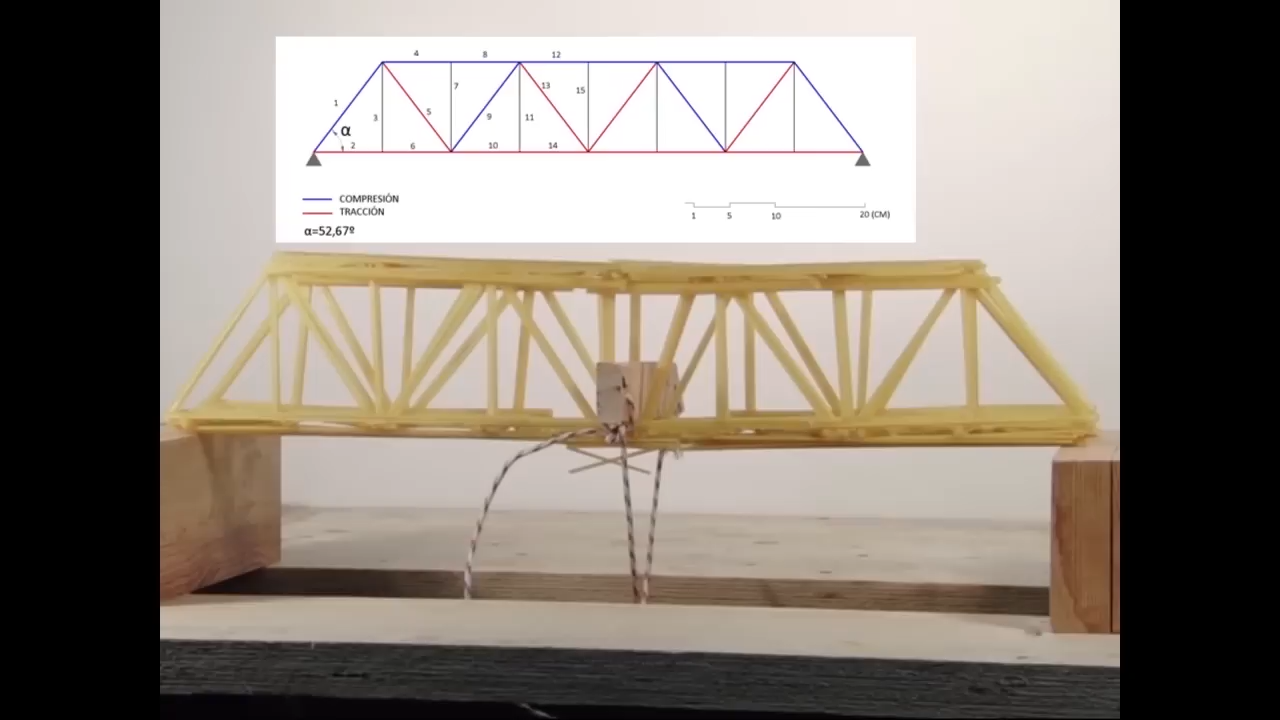 4 8 12
1 3 5 7 9 11 13 15
α
2 6 10 14
COMPRESIÓN
TRACCIÓN
α=52,67º
1 5 10 20 (CM)